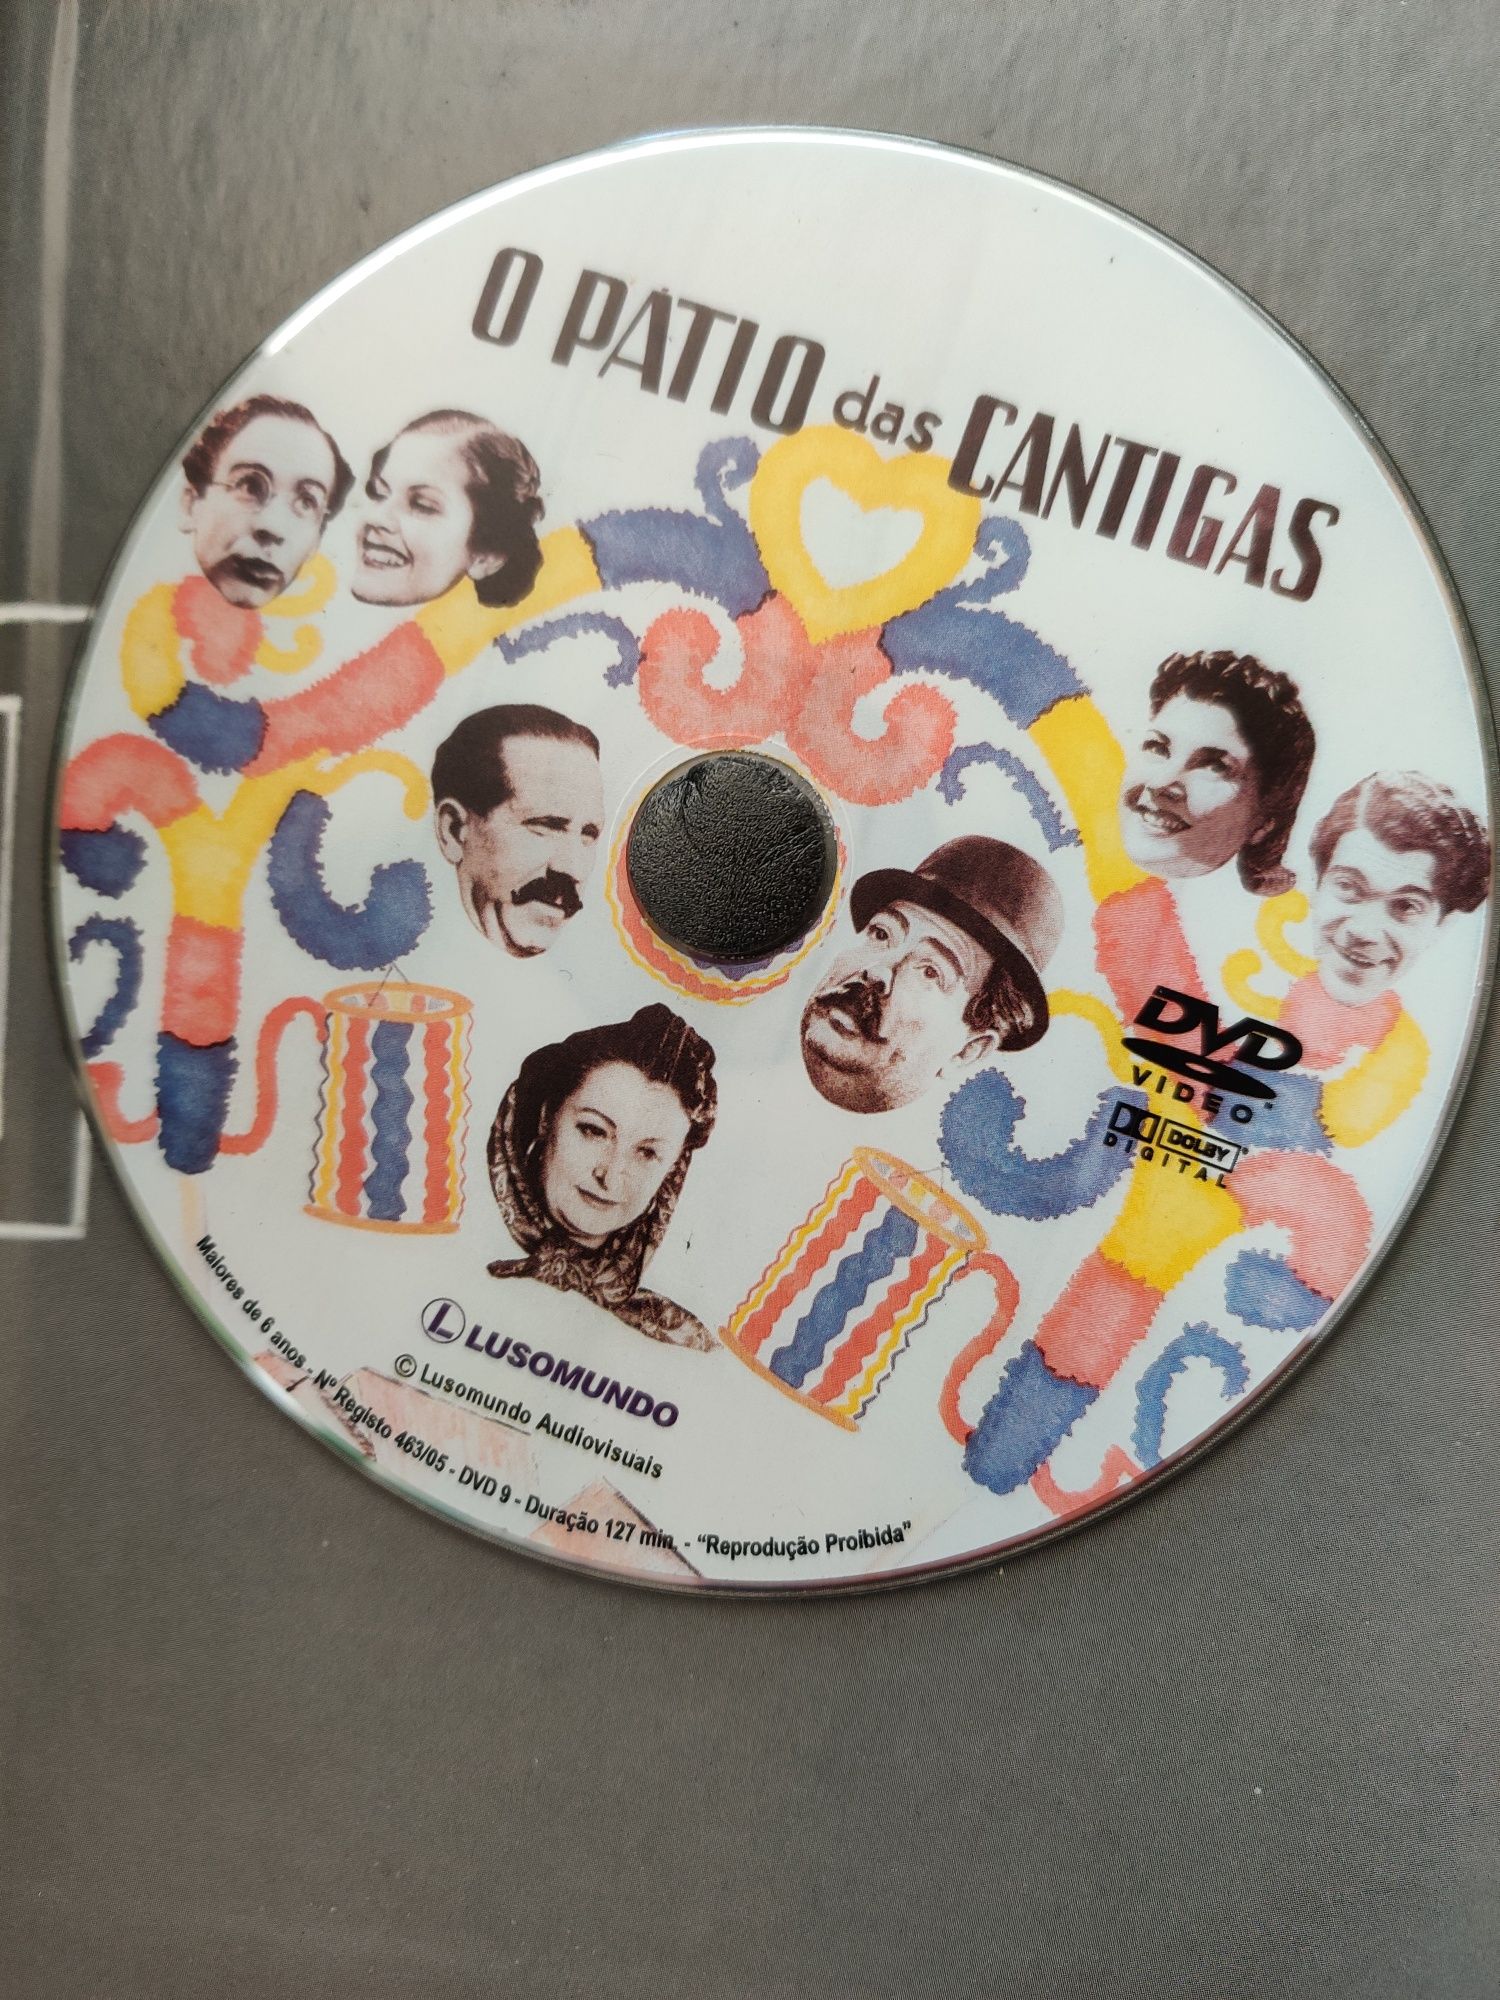 O PÁTIO das CANTIGAS
DVD
VIDEO™
DOLBY®
DIGITAL
L LUSOMUNDO
© Lusomundo Audiovisuais
Maiores de 6 anos - Nº Registo 463/05 - DVD 9 - Duração 127 min. - “Reprodução Proibida”